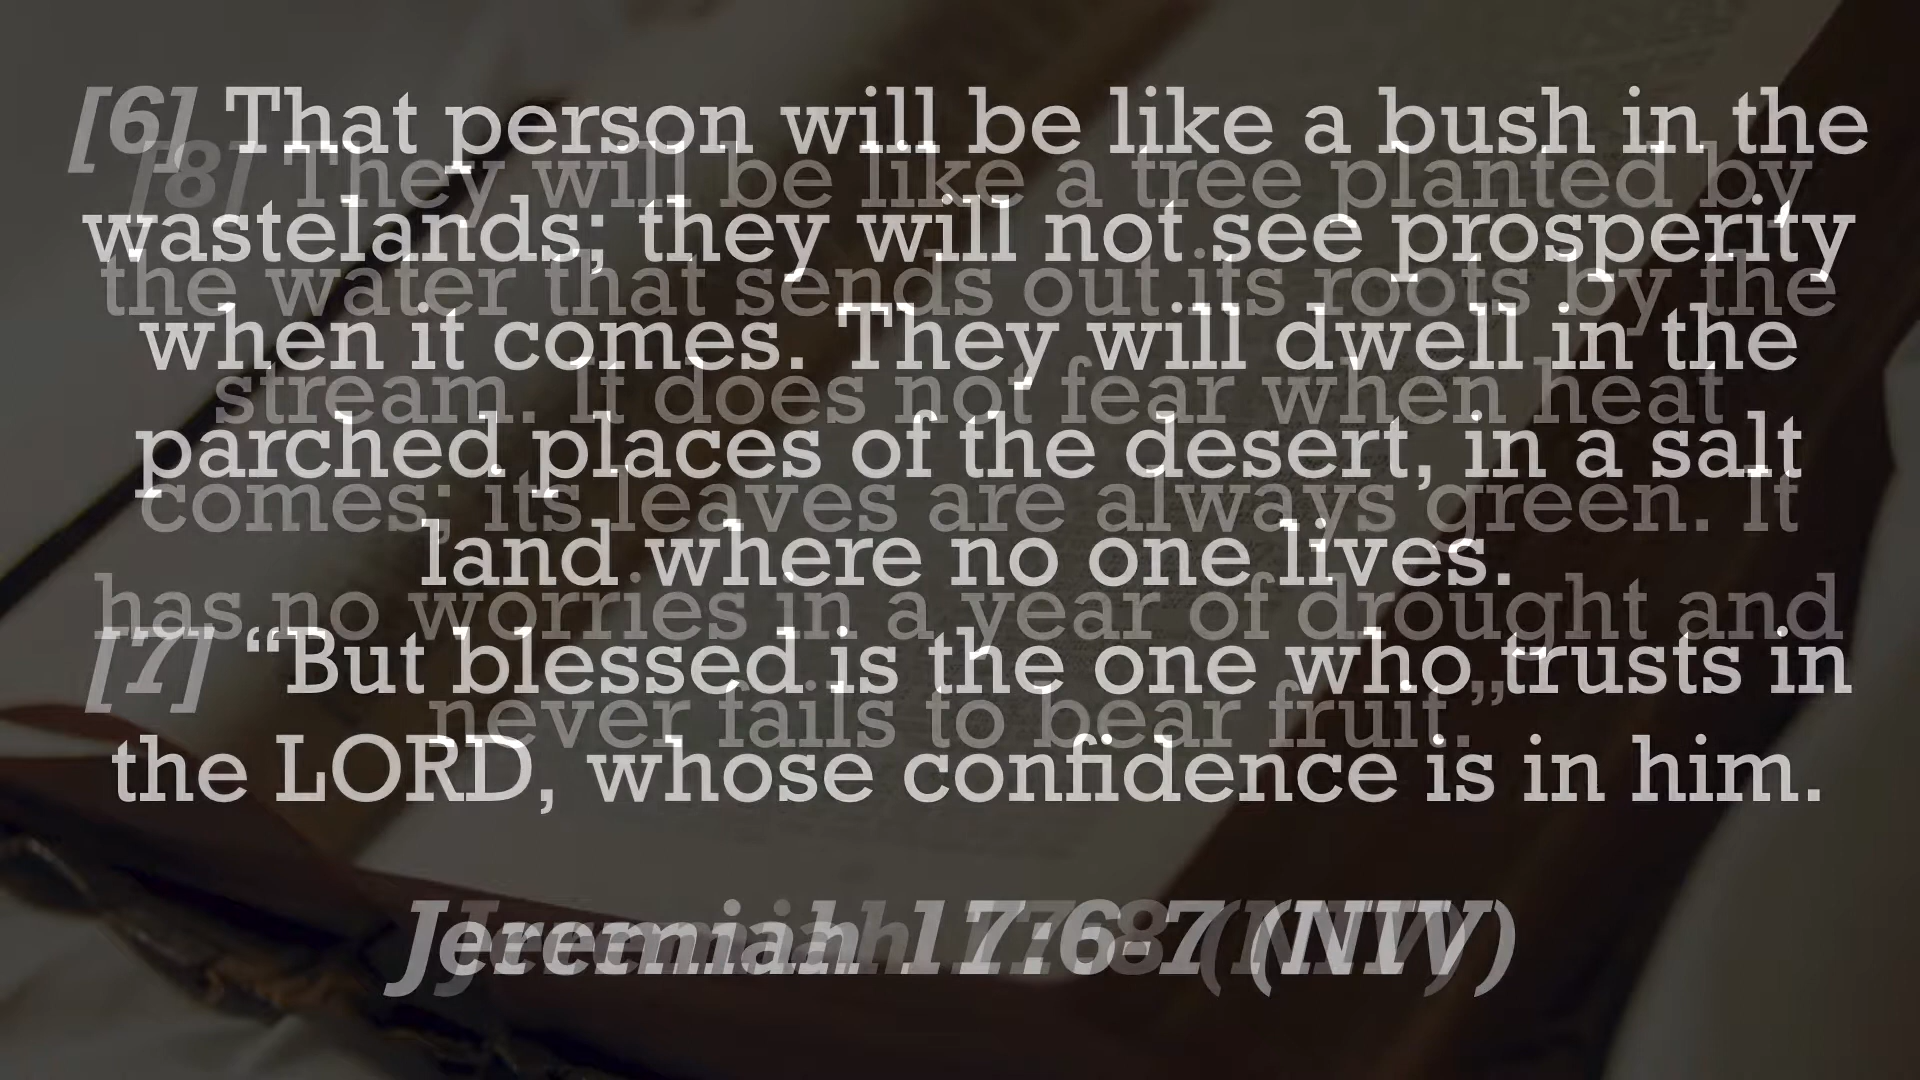 [6] That person will be like a bush in the
wastelands; they will not see prosperity
when it comes. They will dwell in the
parched places of the desert, in a salt
land where no one lives.
[7] “But blessed is the one who trusts in
the LORD, whose confidence is in him.
Jeremiah 17:6-7 (NIV)
[8] They will be like a tree planted by
the water that sends out its roots by the
stream. It does not fear when heat
comes; its leaves are always green. It
has no worries in a year of drought and
never fails to bear fruit.”
Jeremiah 17:8 (NIV)